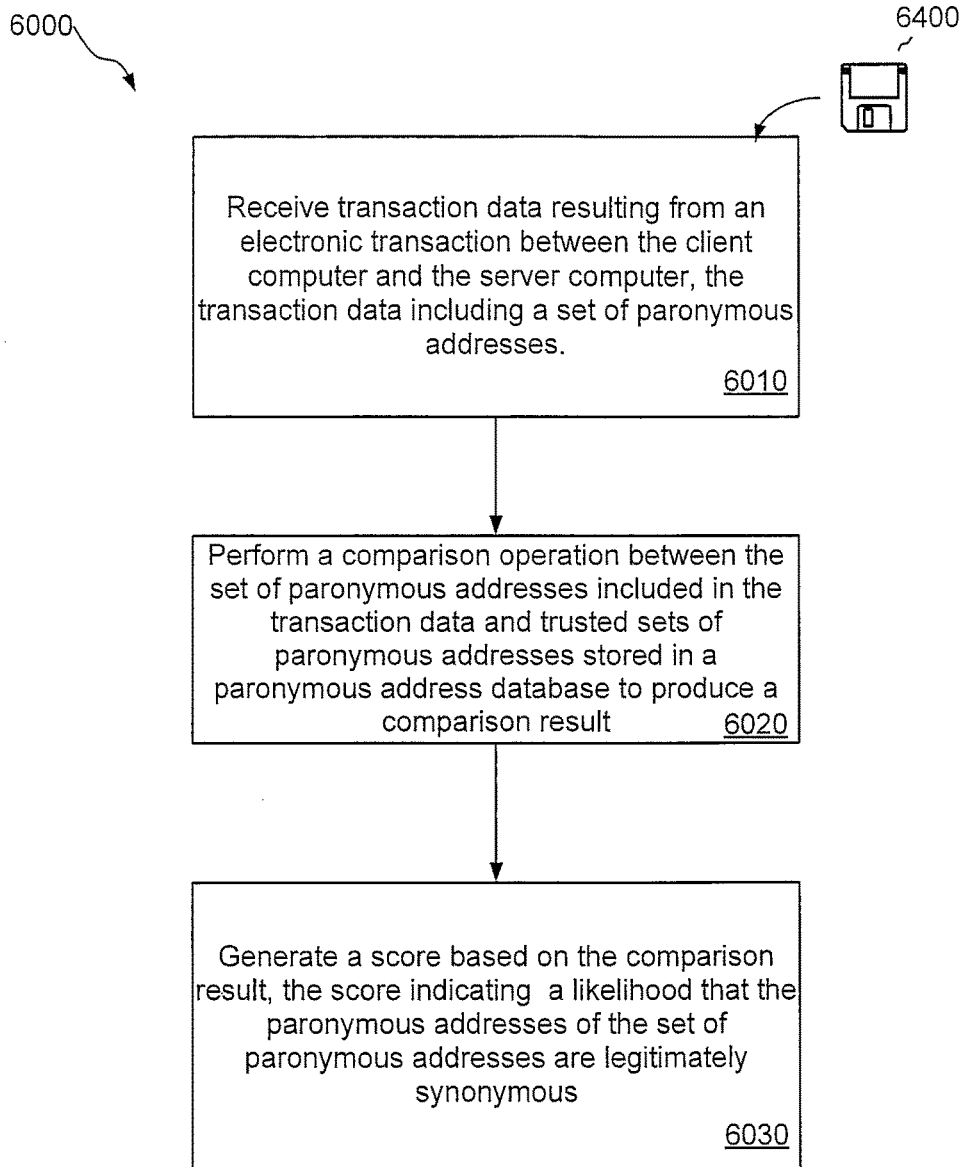 6000
6400
Receive transaction data resulting from an
electronic transaction between the client
computer and the server computer, the
transaction data including a set of paronymous
addresses.
6010
Perform a comparison operation between the
set of paronymous addresses included in the
transaction data and trusted sets of
paronymous addresses stored in a
paronymous address database to produce a
comparison result 6020
Generate a score based on the comparison
result, the score indicating a likelihood that the
paronymous addresses of the set of
paronymous addresses are legitimately
synonymous
6030